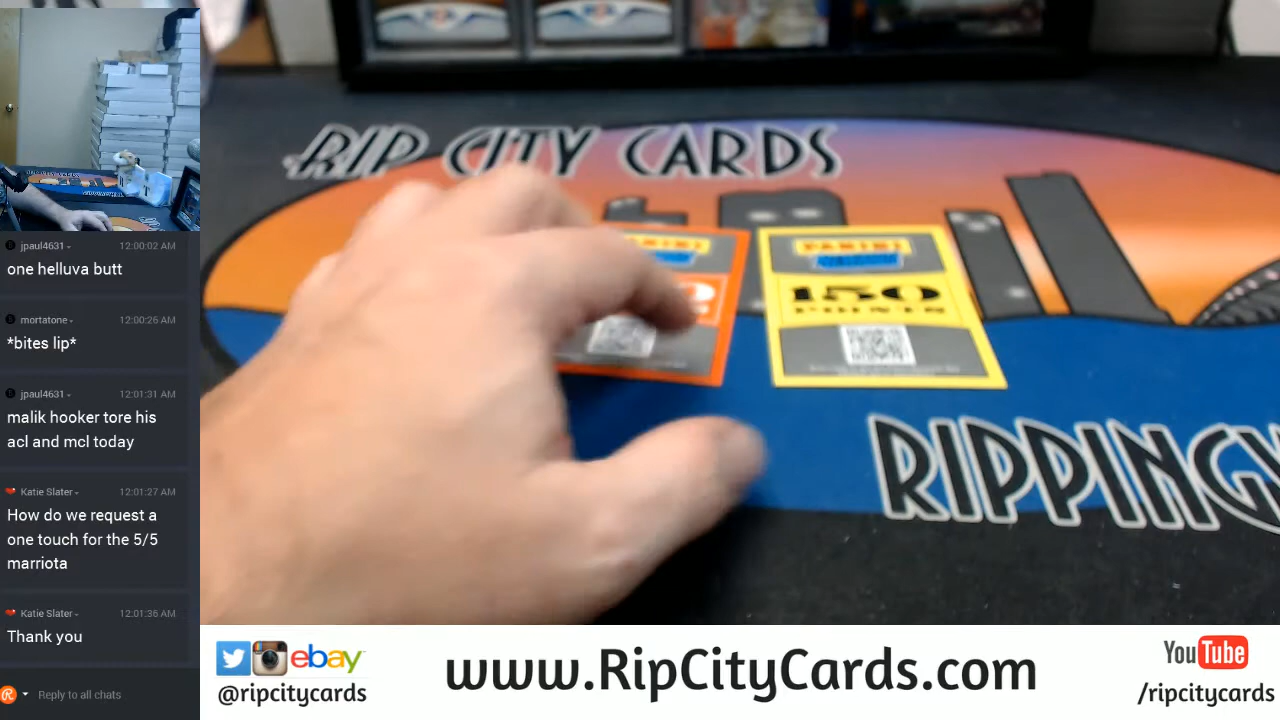 jpaul4631
12:00:02 AM
one helluva butt
mortatone
12:00:26 AM
*bites lip*
jpaul4631
12:01:31 AM
malik hooker tore his
acl and mcl today
Katie Slater
12:01:27 AM
How do we request a
one touch for the 5/5
marriota
Katie Slater
12:01:36 AM
Thank you
Reply to all chats
RIP CITY CARDS
PANINI
PANINI
150
POINTS
RIPPING
ebay
@ripcitycards
www.RipCityCards.com
YouTube
/ripcitycards